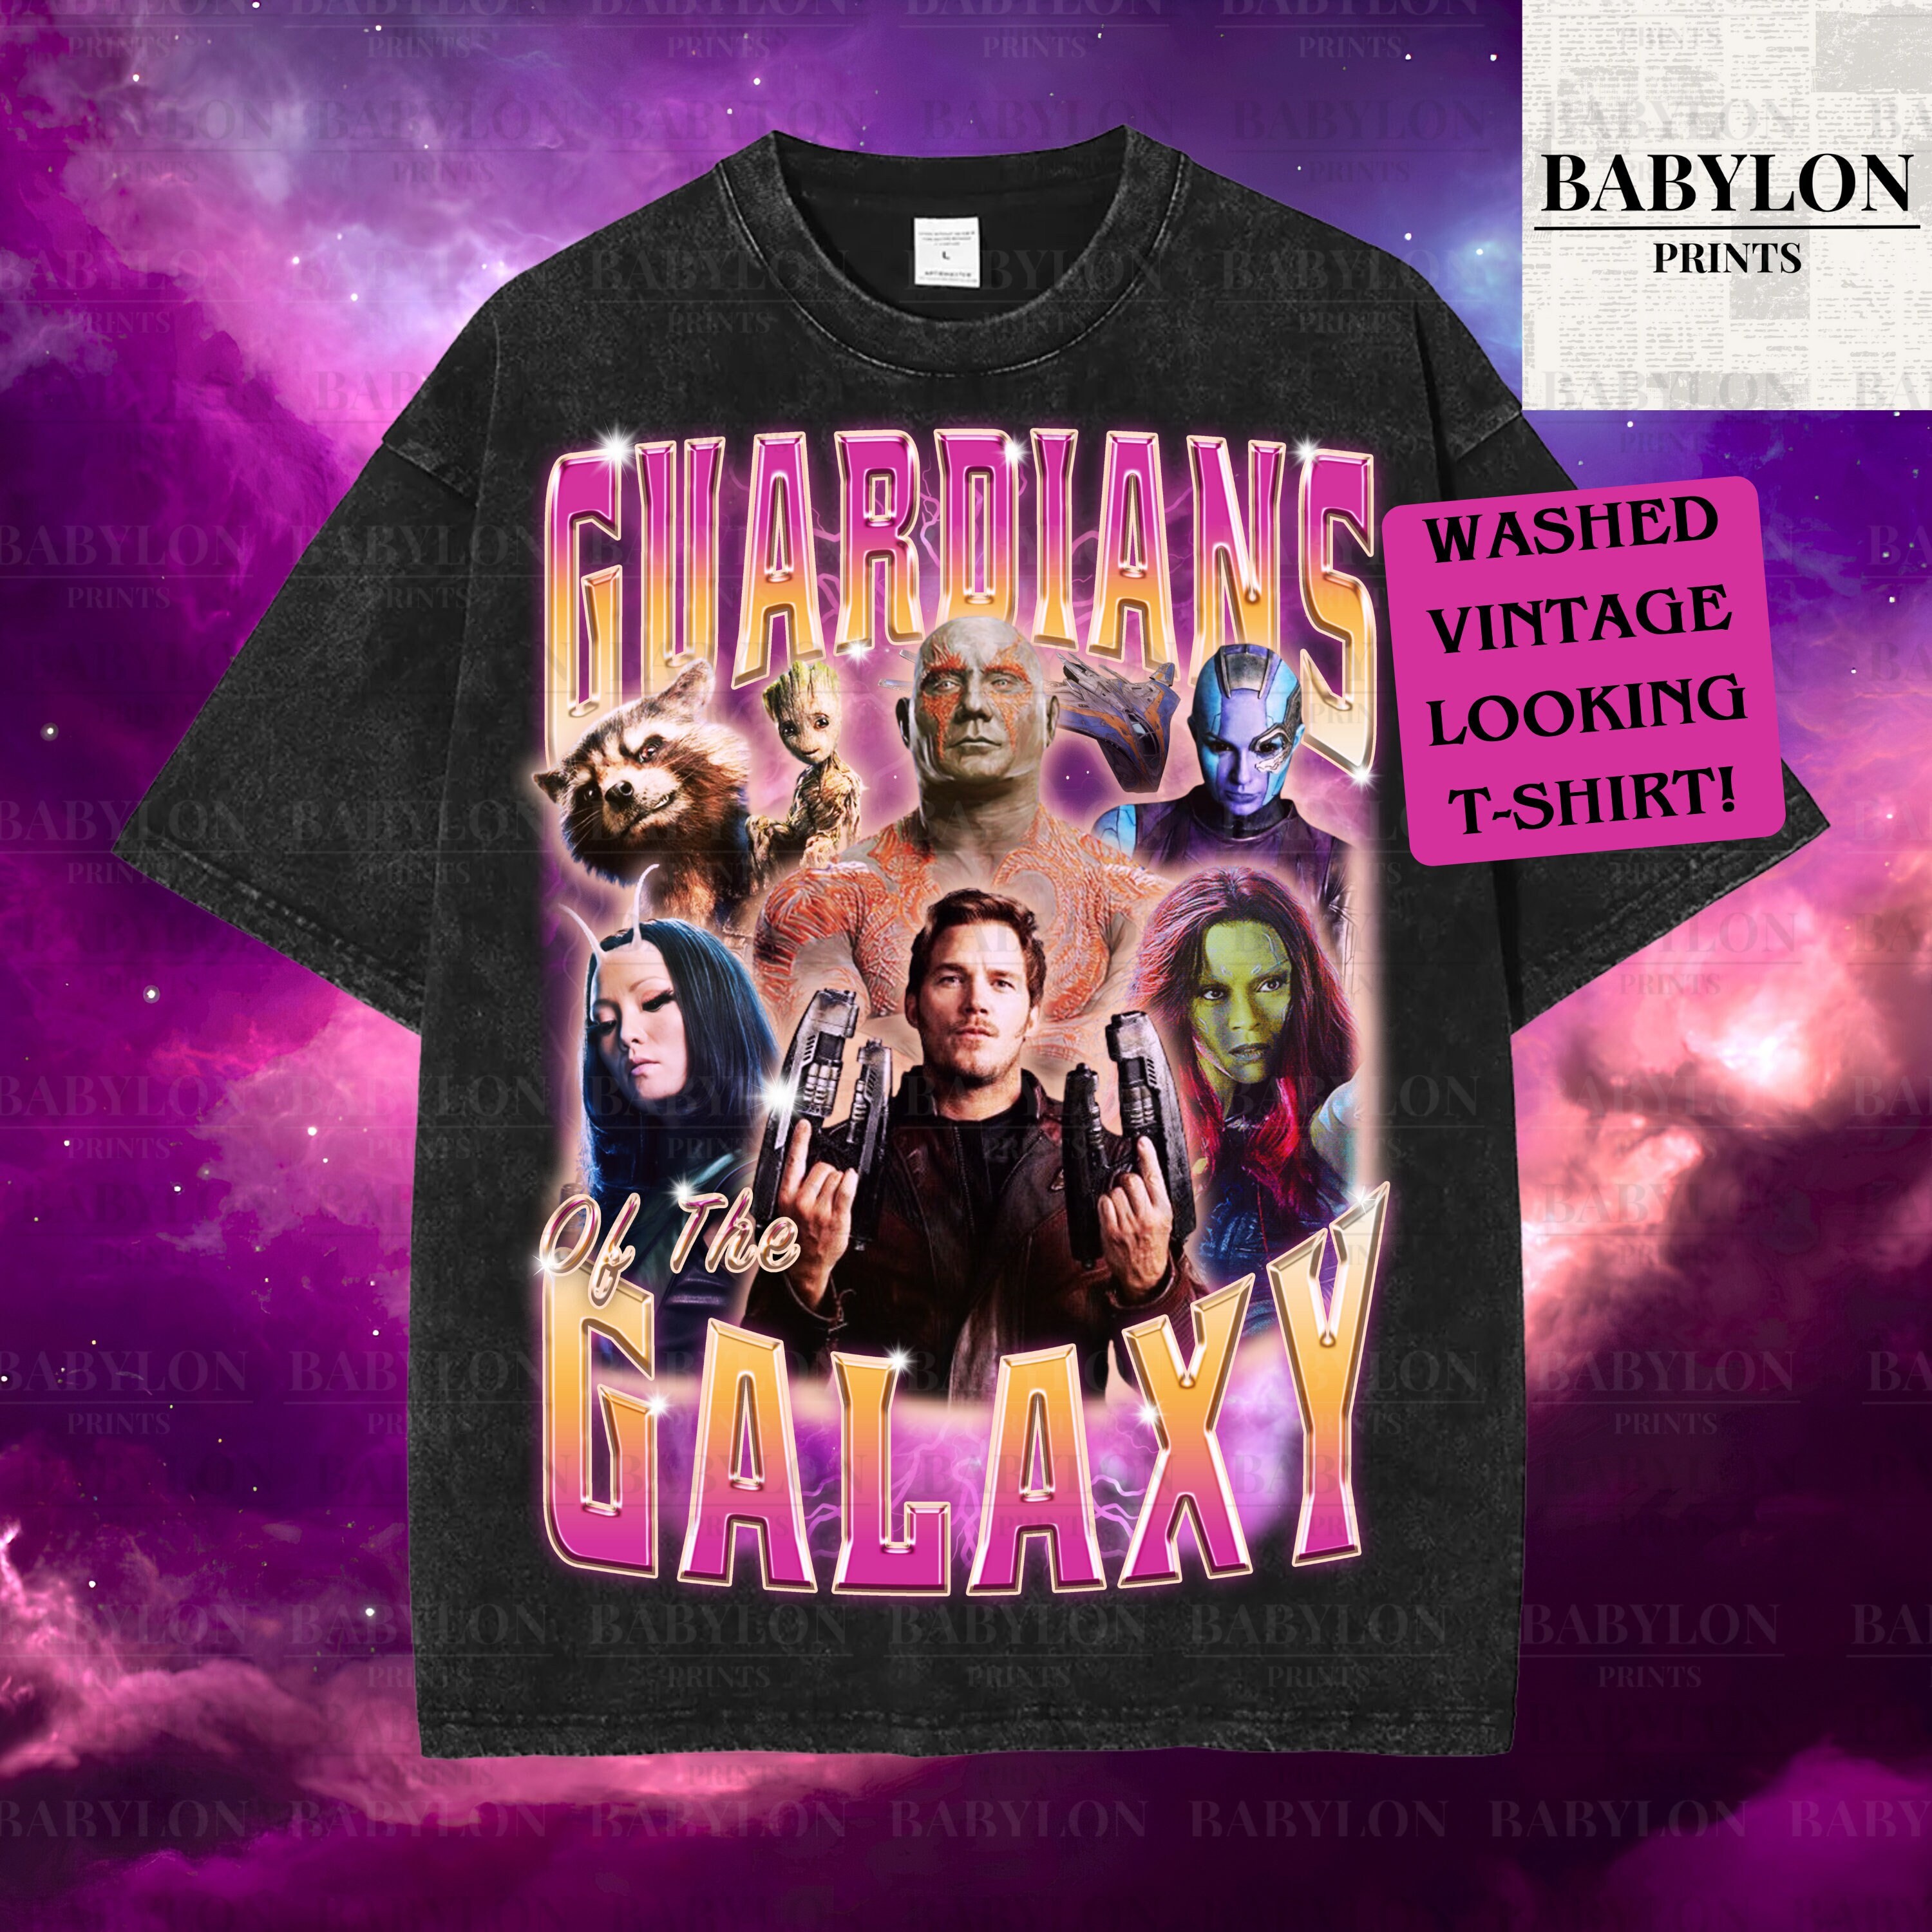 BABYLON
PRINTS
L
GUARDIANS
WASHED
VINTAGE
LOOKING
T-SHIRT!
Of The
GALAXY